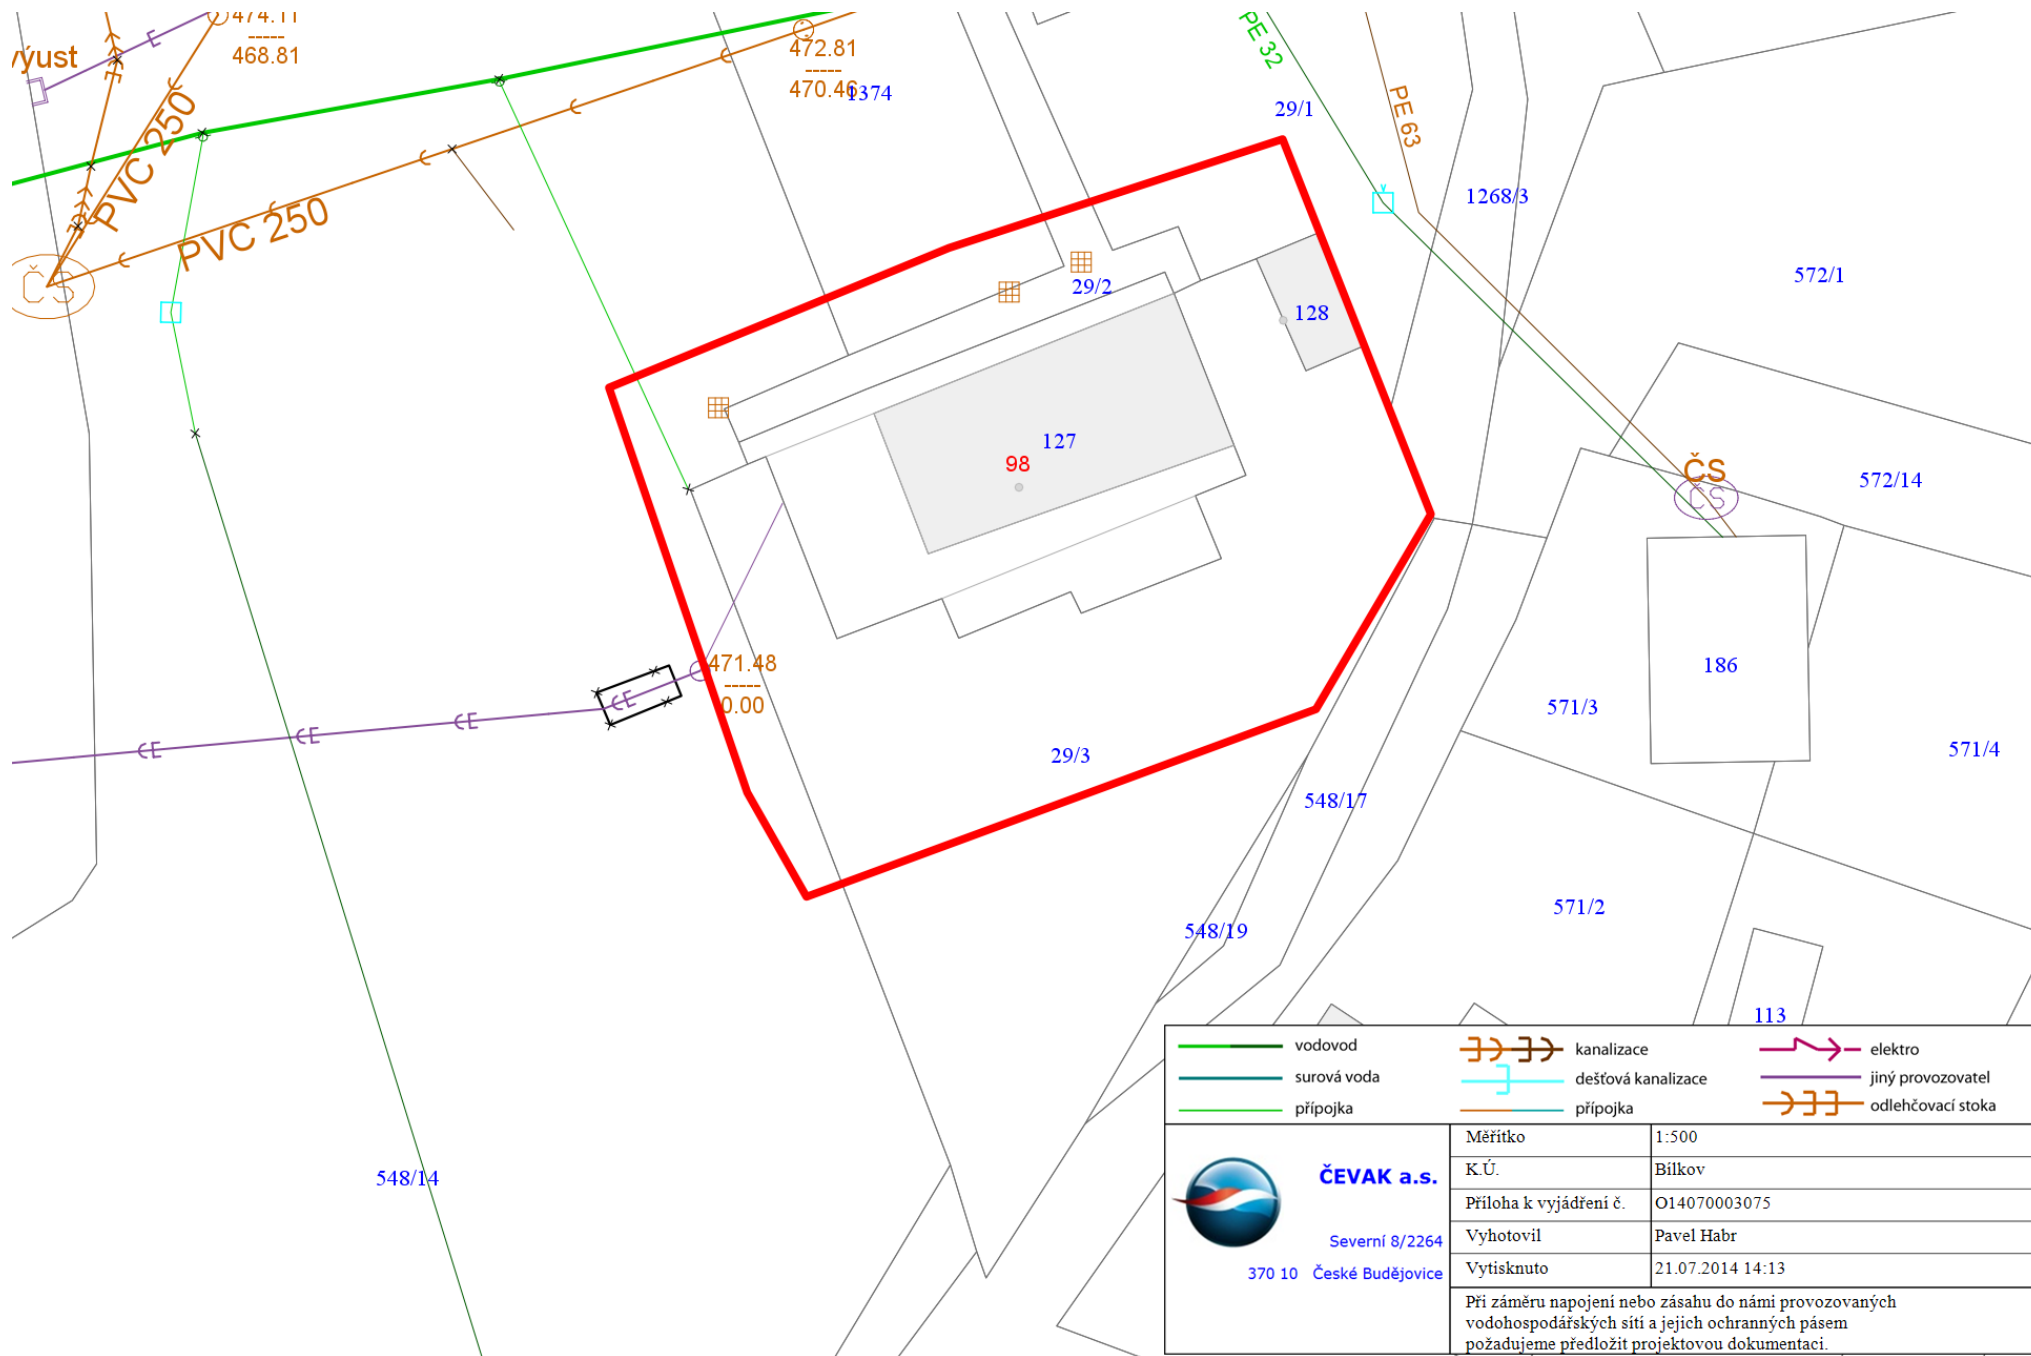 474.11
-----
468.81
výust
E
472.81
-----
470.46
1374
PE 32
29/1
PE 63
PVC 250
PVC 250
1268/3
ČS
572/1
29/2
128
127
98
ČS
ČS
572/14
471.48
-----
0.00
E
E
E
E
186
571/3
571/4
29/3
548/17
571/2
548/19
113
548/14
vodovod
kanalizace
elektro
surová voda
dešťová kanalizace
jiný provozovatel
přípojka
přípojka
odlehčovací stoka
ČEVAK a.s.
Severní 8/2264
370 10 České Budějovice
Měřítko 1:500
K.Ú. Bílkov
Příloha k vyjádření č. O14070003075
Vyhotovil Pavel Habr
Vytisknuto 21.07.2014 14:13
Při záměru napojení nebo zásahu do námi provozovaných
vodohospodářských sítí a jejich ochranných pásem
požadujeme předložit projektovou dokumentaci.